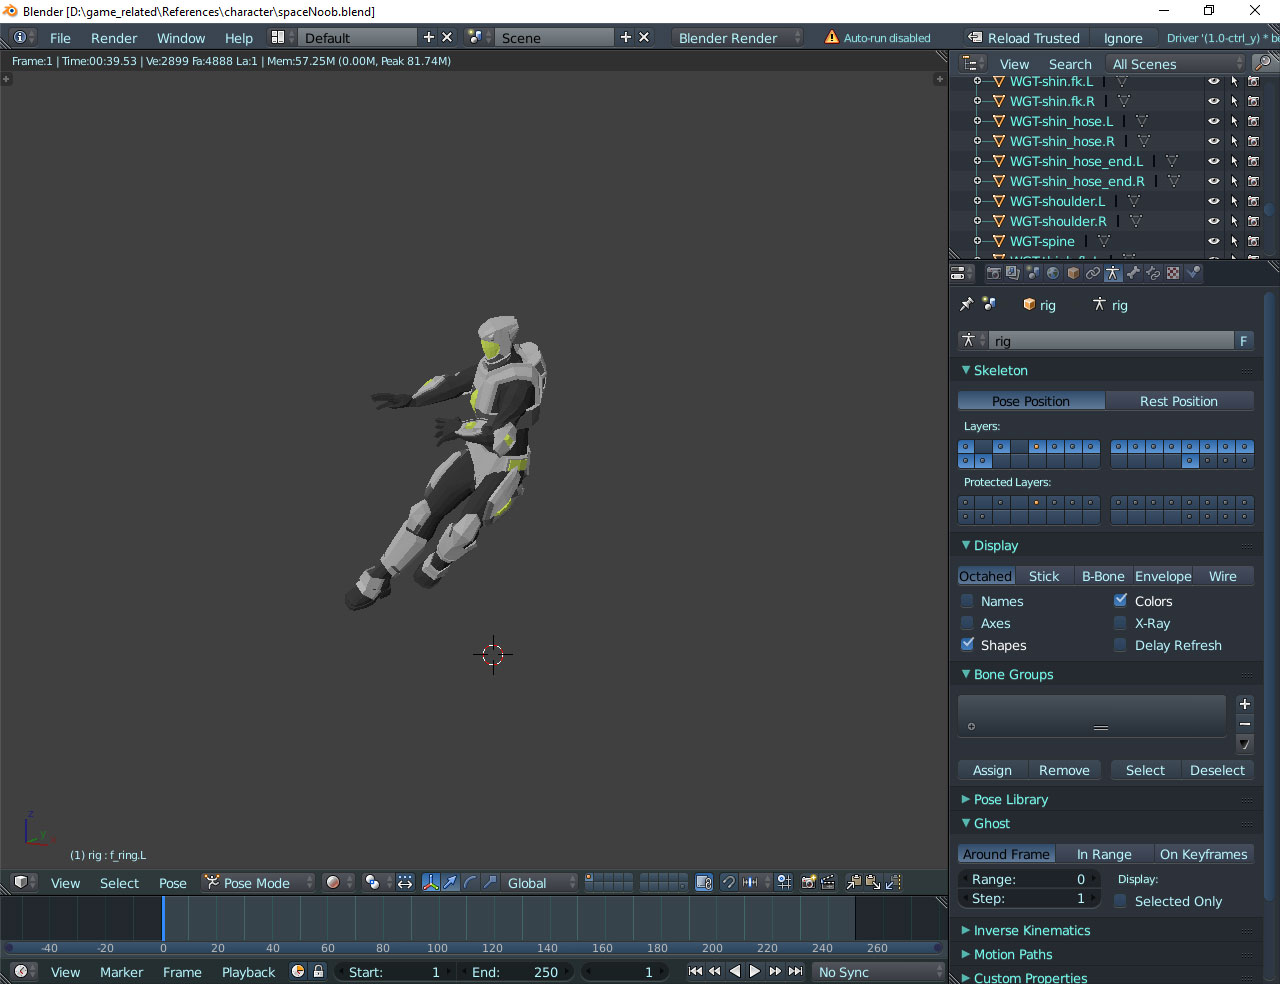 Blender [D:\game_related\References\character\spaceNoob.blend]
File Render Window Help Default Scene Blender Render Auto-run disabled Reload Trusted Ignore Driver '(1.0-ctrl_y) *
Frame:1 | Time:00:39.53 | Ve:2899 Fa:4888 La:1 | Mem:57.25M (0.00M, Peak 81.74M)
View Search All Scenes
WGT-shin.fk.L
WGT-shin.fk.R
WGT-shin_hose.L
WGT-shin_hose.R
WGT-shin_hose_end.L
WGT-shin_hose_end.R
WGT-shoulder.L
WGT-shoulder.R
WGT-spine
rig rig
rig F
Skeleton
Pose Position Rest Position
Layers:
Protected Layers:
Display
Octahed Stick B-Bone Envelope Wire
Names Colors
Axes X-Ray
Shapes Delay Refresh
Bone Groups
Assign Remove Select Deselect
Pose Library
Ghost
Around Frame In Range On Keyframes
Range: 0 Display:
Step: 1 Selected Only
Inverse Kinematics
Motion Paths
Custom Properties
z
y
(1) rig : f_ring.L
View Select Pose Pose Mode Global
-40 -20 0 20 40 60 80 100 120 140 160 180 200 220 240 260
View Marker Frame Playback Start: 1 End: 250 1 No Sync